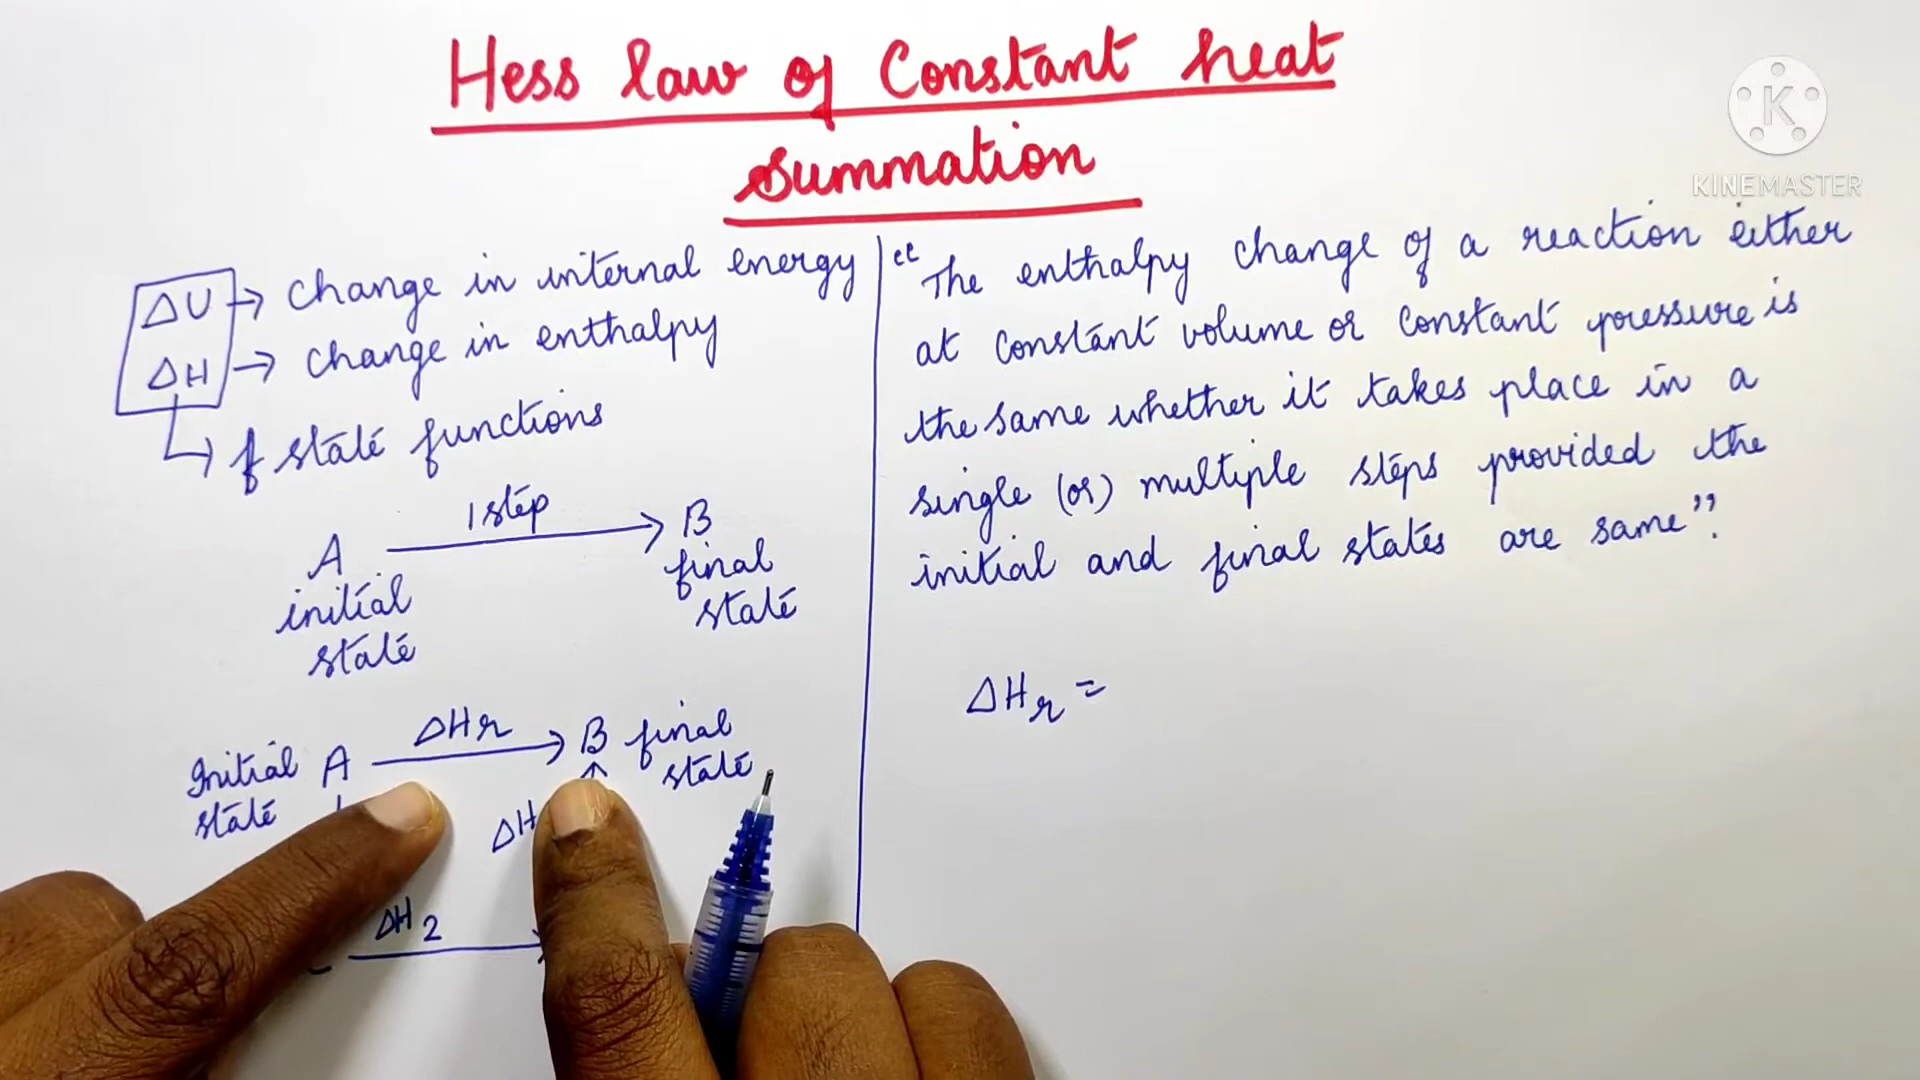 Hess law of Constant heat
summation
K
KINEMASTER
ΔU → change in internal energy
ΔH → change in enthalpy
↳ f state functions
1 step
A → B
initial state
final state
ΔHr
Initial state A → B final state
ΔH
ΔH2
"The enthalpy change of a reaction either
at constant volume or constant pressure is
the same whether it takes place in a
single (or) multiple steps provided the
initial and final states are same".
ΔHr =